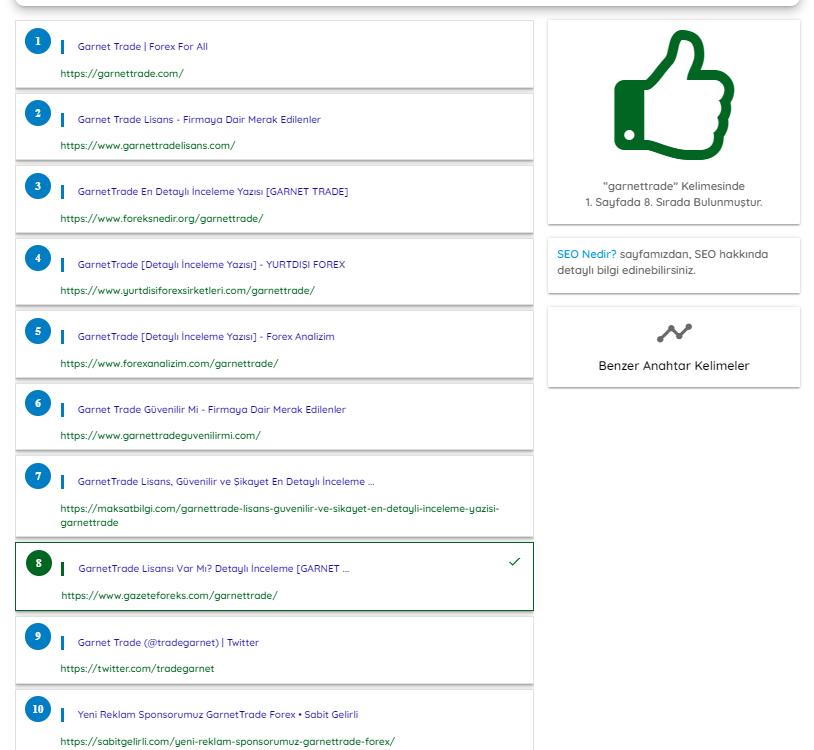 1
Garnet Trade | Forex For All
https://garnettrade.com/
2
Garnet Trade Lisans - Firmaya Dair Merak Edilenler
https://www.garnettradelisans.com/
3
GarnetTrade En Detaylı İnceleme Yazısı [GARNET TRADE]
https://www.foreksnedir.org/garnettrade/
4
GarnetTrade [Detaylı İnceleme Yazısı] - YURTDIŞI FOREX
https://www.yurtdisiforexsirketleri.com/garnettrade/
5
GarnetTrade [Detaylı İnceleme Yazısı] - Forex Analizim
https://www.forexanalizim.com/garnettrade/
6
Garnet Trade Güvenilir Mi - Firmaya Dair Merak Edilenler
https://www.garnettradeguvenilirmi.com/
7
GarnetTrade Lisans, Güvenilir ve Şikayet En Detaylı İnceleme ...
https://maksatbilgi.com/garnettrade-lisans-guvenilir-ve-sikayet-en-detayli-inceleme-yazisi-
garnettrade
8
GarnetTrade Lisansı Var Mı? Detaylı İnceleme [GARNET ...
https://www.gazeteforeks.com/garnettrade/
9
Garnet Trade (@tradegarnet) | Twitter
https://twitter.com/tradegarnet
10
Yeni Reklam Sponsorumuz GarnetTrade Forex • Sabit Gelirli
https://sabitgelirli.com/yeni-reklam-sponsorumuz-garnettrade-forex/
"garnettrade" Kelimesinde
1. Sayfada 8. Sırada Bulunmuştur.
SEO Nedir? sayfamızdan, SEO hakkında
detaylı bilgi edinebilirsiniz.
Benzer Anahtar Kelimeler